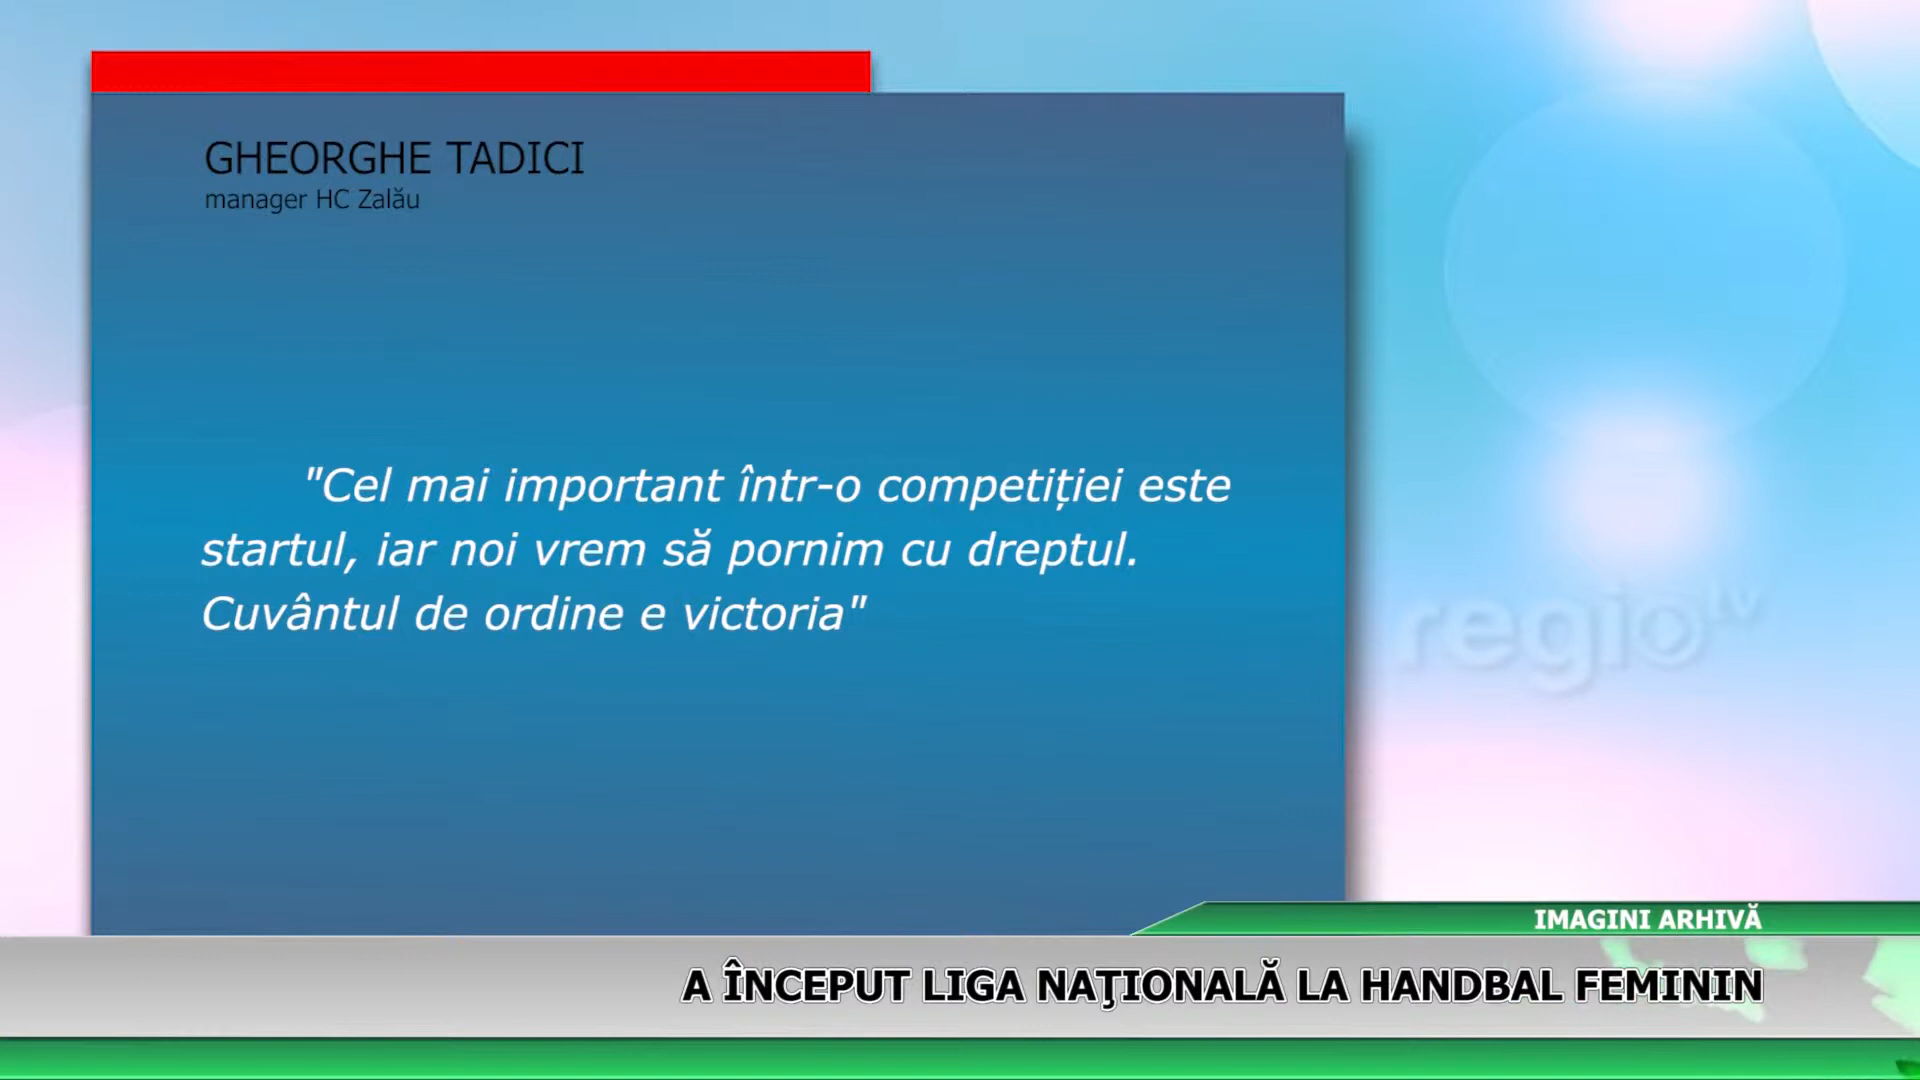 GHEORGHE TADICI
manager HC Zalău
"Cel mai important într-o competiției este
startul, iar noi vrem să pornim cu dreptul.
Cuvântul de ordine e victoria"
regio tv
IMAGINI ARHIVĂ
A ÎNCEPUT LIGA NAŢIONALĂ LA HANDBAL FEMININ